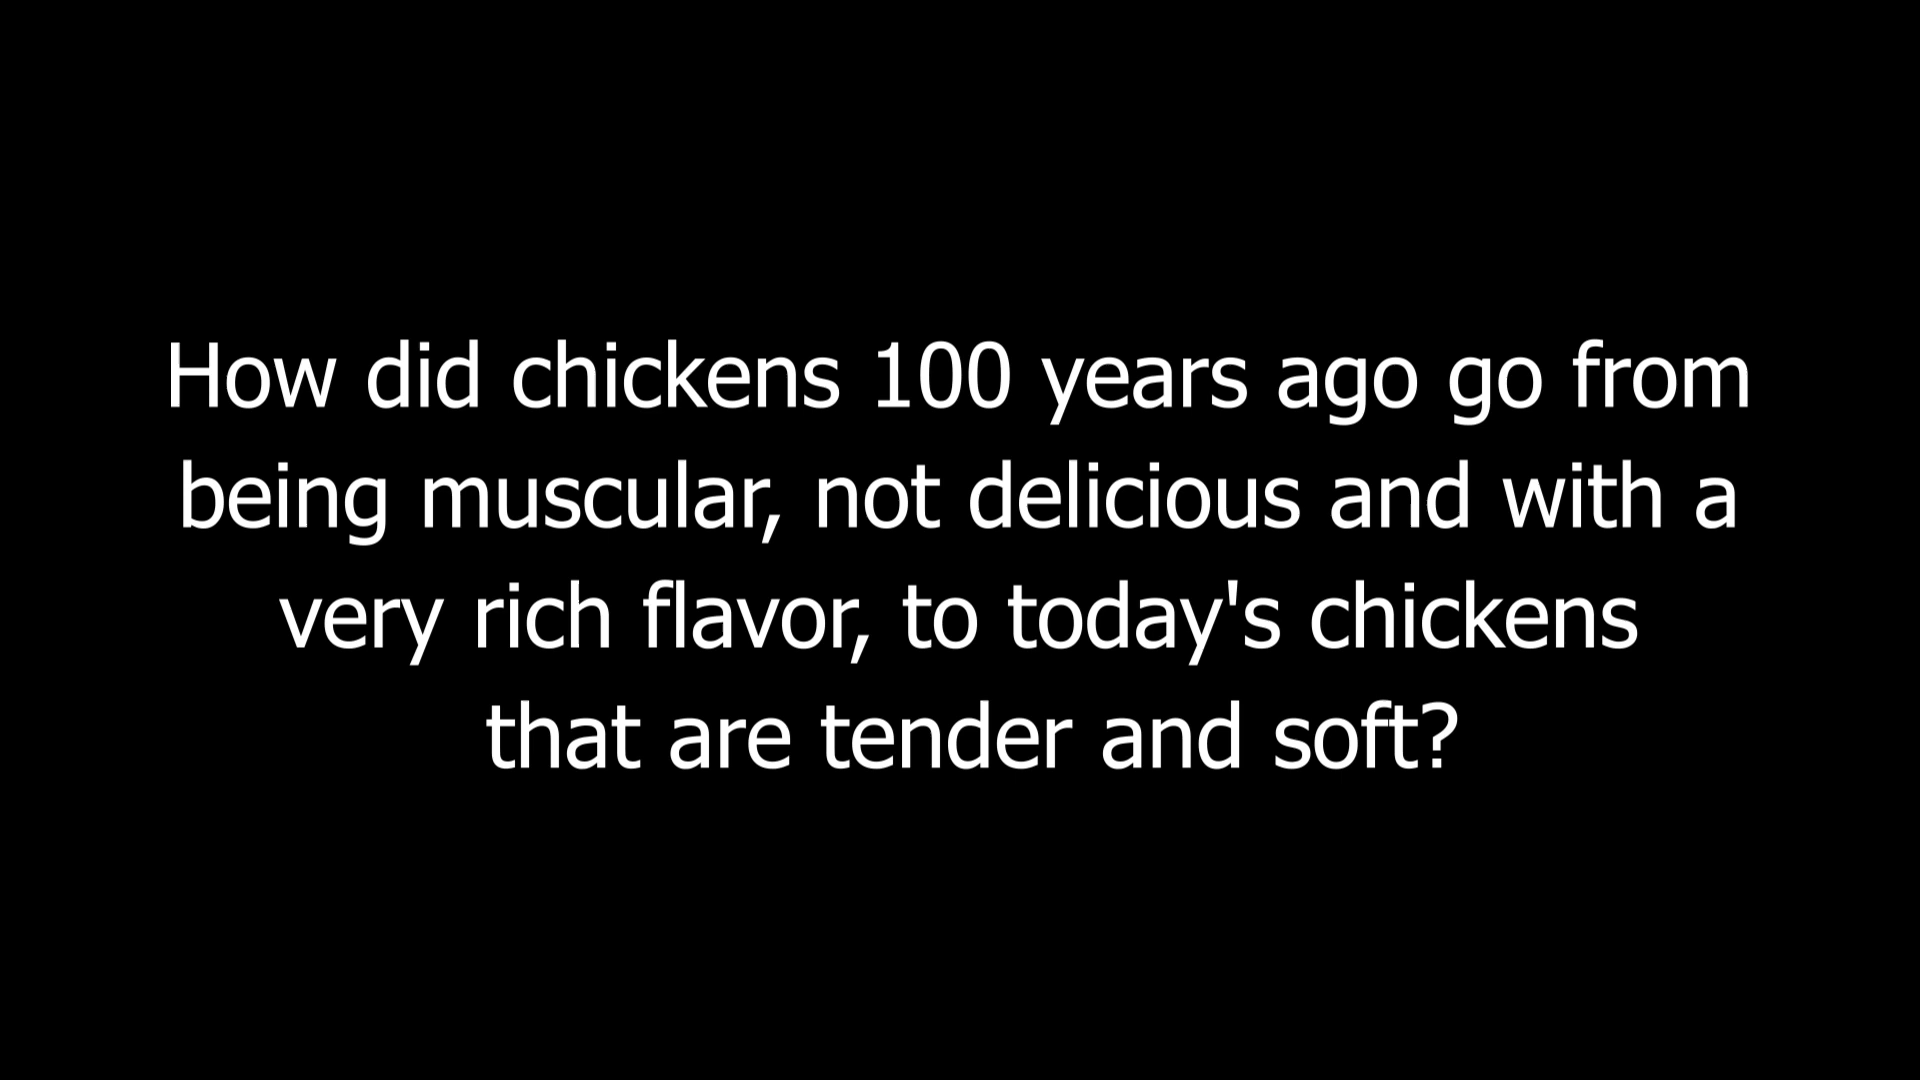 How did chickens 100 years ago go from
being muscular, not delicious and with a
very rich flavor, to today's chickens
that are tender and soft?